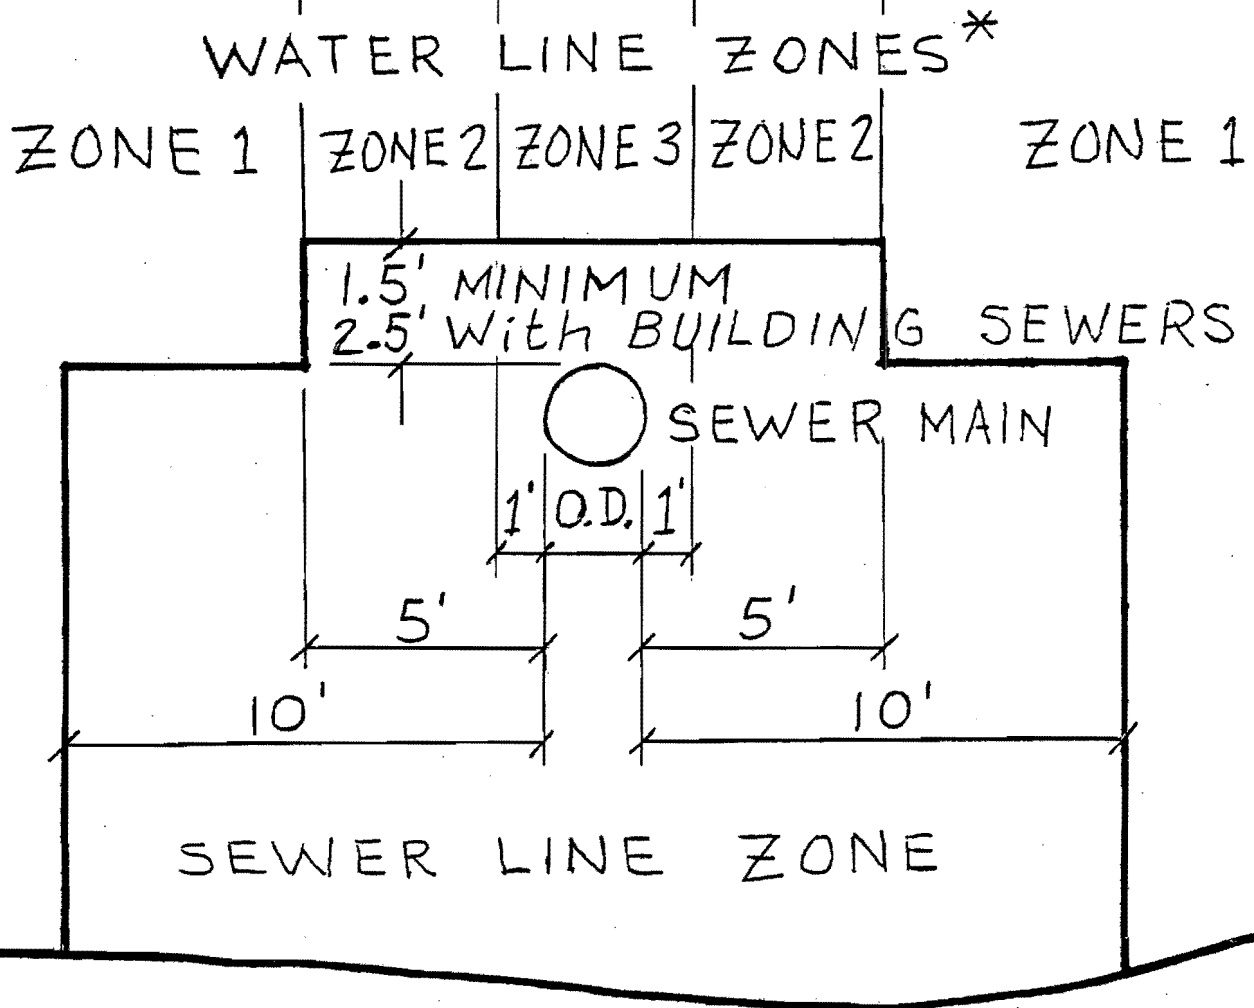 WATER LINE ZONES*
ZONE 1 ZONE 2 ZONE 3 ZONE 2 ZONE 1
1.5' MINIMUM
2.5' With BUILDING SEWERS
SEWER MAIN
1' O.D. 1'
5' 5'
10' 10'
SEWER LINE ZONE